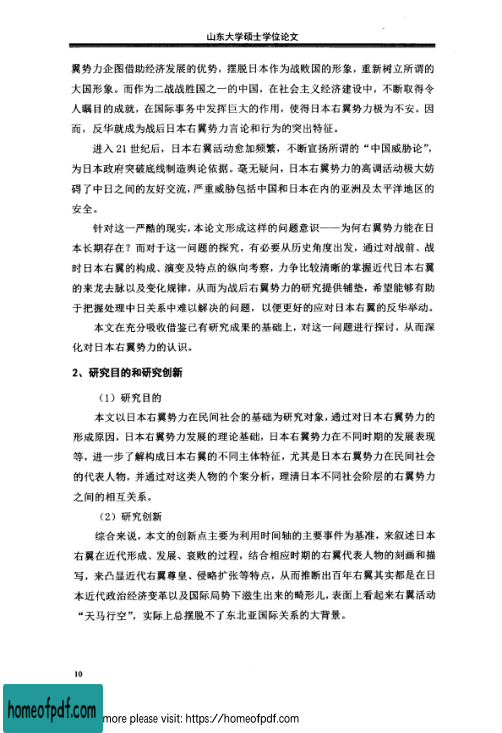 山东大学硕士学位论文
翼势力企图借助经济发展的优势，摆脱日本作为战败国的形象，重新树立所谓的
大国形象。而作为二战战胜国之一的中国，在社会主义经济建设中，不断取得令
人瞩目的成就，在国际事务中发挥巨大的作用，使得日本右翼势力极为不安。因
而，反华就成为战后日本右翼势力言论和行为的突出特征。
进入 21 世纪后，日本右翼活动愈加频繁，不断宣扬所谓的“中国威胁论”，
为日本政府突破底线制造舆论依据。毫无疑问，日本右翼势力的高调活动极大妨
碍了中日之间的友好交流，严重威胁包括中国和日本在内的亚洲及太平洋地区的
安全。
针对这一严酷的现实，本论文形成这样的问题意识——为何右翼势力能在日
本长期存在？而对于这一问题的探究，有必要从历史角度出发，通过对战前、战
时日本右翼的构成、演变及特点的纵向考察，力争比较清晰的掌握近代日本右翼
的来龙去脉以及变化规律，从而为战后右翼势力的研究提供铺垫，希望能够有助
于把握处理中日关系中难以解决的问题，以便更好的应对日本右翼的反华举动。
本文在充分吸收借鉴已有研究成果的基础上，对这一问题进行探讨，从而深
化对日本右翼势力的认识。
2、研究目的和研究创新
（1）研究目的
本文以日本右翼势力在民间社会的基础为研究对象，通过对日本右翼势力的
形成原因，日本右翼势力发展的理论基础，日本右翼势力在不同时期的发展表现
等，进一步了解构成日本右翼的不同主体特征，尤其是日本右翼势力在民间社会
的代表人物，并通过对这类人物的个案分析，理清日本不同社会阶层的右翼势力
之间的相互关系。
（2）研究创新
综合来说，本文的创新点主要为利用时间轴的主要事件为基准，来叙述日本
右翼在近代形成、发展、衰败的过程，结合相应时期的右翼代表人物的刻画和描
写，来凸显近代右翼尊皇、侵略扩张等特点，从而推断出百年右翼其实都是在日
本近代政治经济变革以及国际局势下滋生出来的畸形儿，表面上看起来右翼活动
“天马行空”，实际上总摆脱不了东北亚国际关系的大背景。
10
homeofpdf.com
more please visit: https://homeofpdf.com